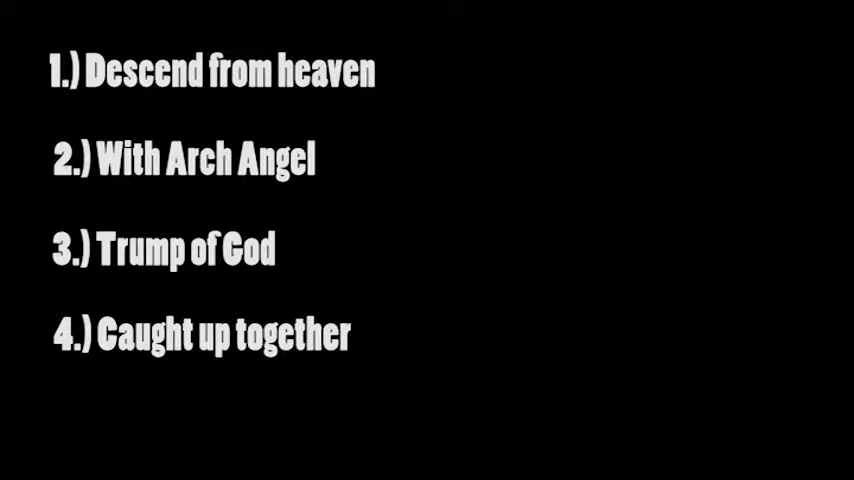 1.) Descend from heaven
2.) With Arch Angel
3.) Trump of God
4.) Caught up together